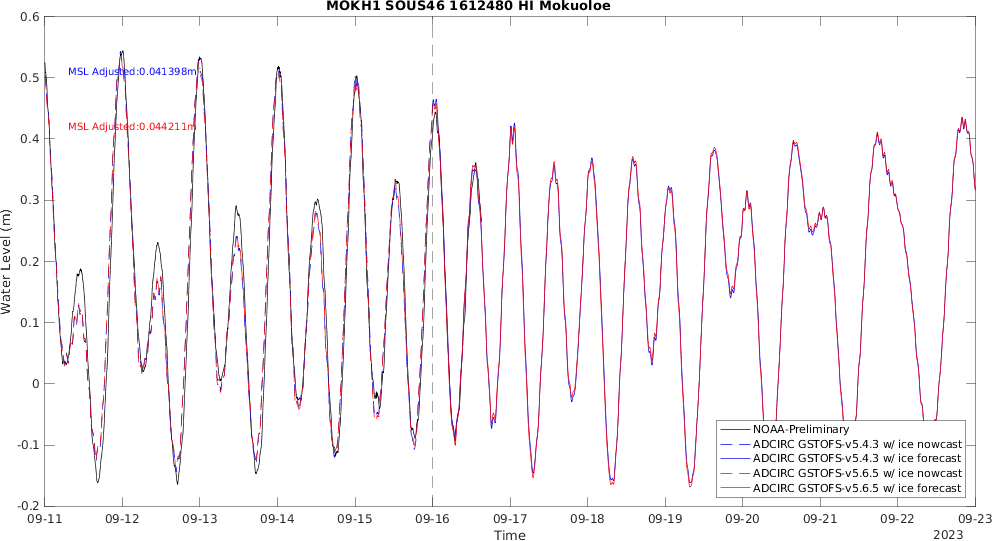 MOKH1 SOUS46 1612480 HI Mokuoloe
0.6
0.5
0.4
0.3
0.2
0.1
0
-0.1
-0.2
Water Level (m)
MSL Adjusted:0.041398m
MSL Adjusted:0.044211m
NOAA-Preliminary
ADCIRC GSTOFS-v5.4.3 w/ ice nowcast
ADCIRC GSTOFS-v5.4.3 w/ ice forecast
ADCIRC GSTOFS-v5.6.5 w/ ice nowcast
ADCIRC GSTOFS-v5.6.5 w/ ice forecast
09-11 09-12 09-13 09-14 09-15 09-16 09-17 09-18 09-19 09-20 09-21 09-22 09-23
Time
2023